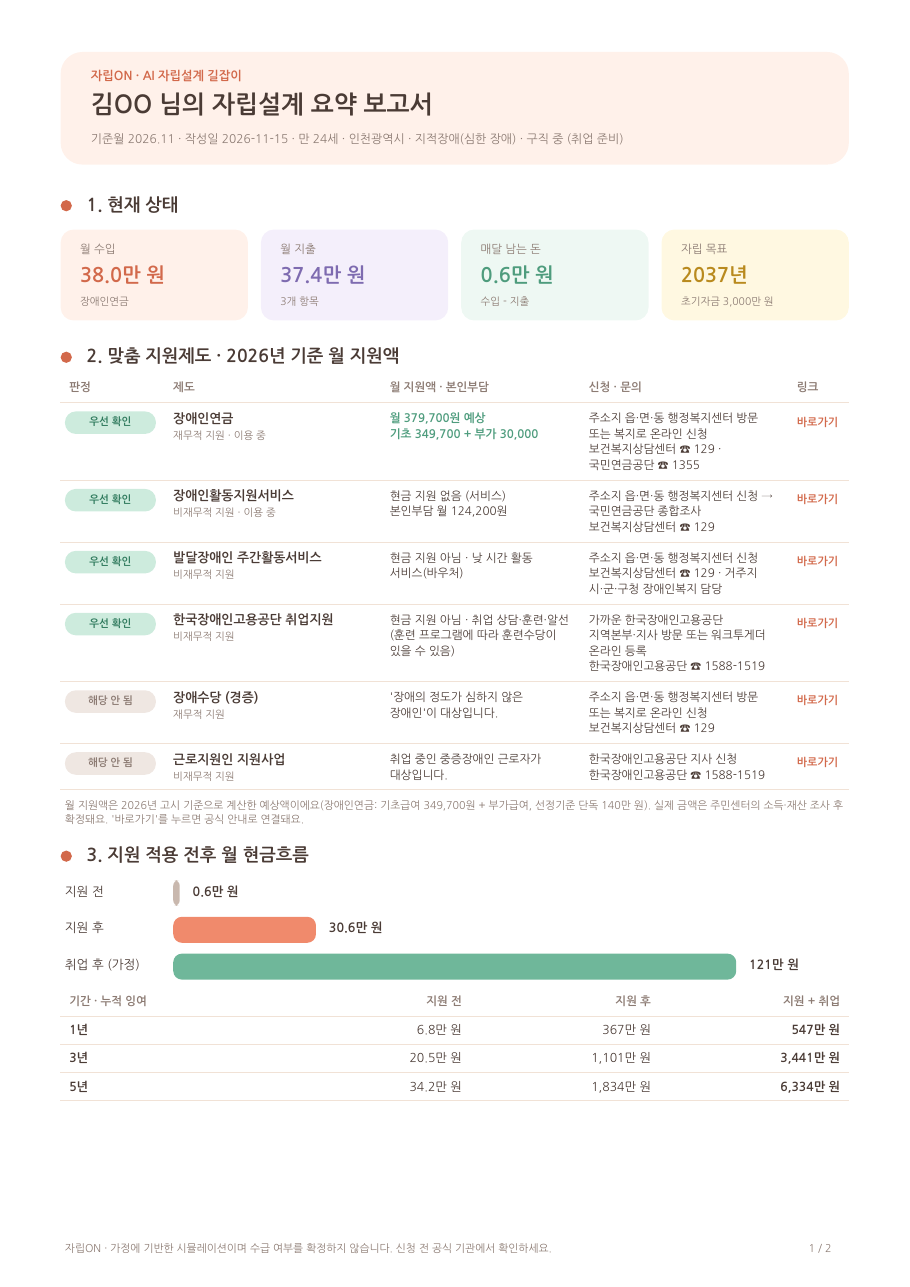 자립ON · AI 자립설계 길잡이
김OO 님의 자립설계 요약 보고서
기준월 2026.11 · 작성일 2026-11-15 · 만 24세 · 인천광역시 · 지적장애(심한 장애) · 구직 중 (취업 준비)
1. 현재 상태
월 수입
38.0만 원
장애인연금
월 지출
37.4만 원
3개 항목
매달 남는 돈
0.6만 원
수입 - 지출
자립 목표
2037년
초기자금 3,000만 원
2. 맞춤 지원제도 · 2026년 기준 월 지원액
판정 제도 월 지원액 · 본인부담 신청 · 문의 링크
우선 확인
장애인연금
재무적 지원 · 이용 중
월 379,700원 예상
기초 349,700 + 부가 30,000
주소지 읍·면·동 행정복지센터 방문
또는 복지로 온라인 신청
보건복지상담센터 ☎ 129 ·
국민연금공단 ☎ 1355
바로가기
우선 확인
장애인활동지원서비스
비재무적 지원 · 이용 중
현금 지원 없음 (서비스)
본인부담 월 124,200원
주소지 읍·면·동 행정복지센터 신청 →
국민연금공단 종합조사
보건복지상담센터 ☎ 129
바로가기
우선 확인
발달장애인 주간활동서비스
비재무적 지원
현금 지원 아님 · 낮 시간 활동
서비스(바우처)
주소지 읍·면·동 행정복지센터 신청
보건복지상담센터 ☎ 129 · 거주지
시·군·구청 장애인복지 담당
바로가기
우선 확인
한국장애인고용공단 취업지원
비재무적 지원
현금 지원 아님 · 취업 상담·훈련·알선
(훈련 프로그램에 따라 훈련수당이
있을 수 있음)
가까운 한국장애인고용공단
지역본부·지사 방문 또는 워크투게더
온라인 등록
한국장애인고용공단 ☎ 1588-1519
바로가기
해당 안 됨
장애수당 (경증)
재무적 지원
'장애의 정도가 심하지 않은
장애인'이 대상입니다.
주소지 읍·면·동 행정복지센터 방문
또는 복지로 온라인 신청
보건복지상담센터 ☎ 129
바로가기
해당 안 됨
근로지원인 지원사업
비재무적 지원
취업 중인 중증장애인 근로자가
대상입니다.
한국장애인고용공단 지사 신청
한국장애인고용공단 ☎ 1588-1519
바로가기
월 지원액은 2026년 고시 기준으로 계산한 예상액이에요(장애인연금: 기초급여 349,700원 + 부가급여, 선정기준 단독 140만 원). 실제 금액은 주민센터의 소득·재산 조사 후
확정돼요. '바로가기'를 누르면 공식 안내로 연결돼요.
3. 지원 적용 전후 월 현금흐름
지원 전 0.6만 원
지원 후 30.6만 원
취업 후 (가정) 121만 원
기간 · 누적 잉여 지원 전 지원 후 지원 + 취업
1년 6.8만 원 367만 원 547만 원
3년 20.5만 원 1,101만 원 3,441만 원
5년 34.2만 원 1,834만 원 6,334만 원
자립ON · 가정에 기반한 시뮬레이션이며 수급 여부를 확정하지 않습니다. 신청 전 공식 기관에서 확인하세요.
1 / 2